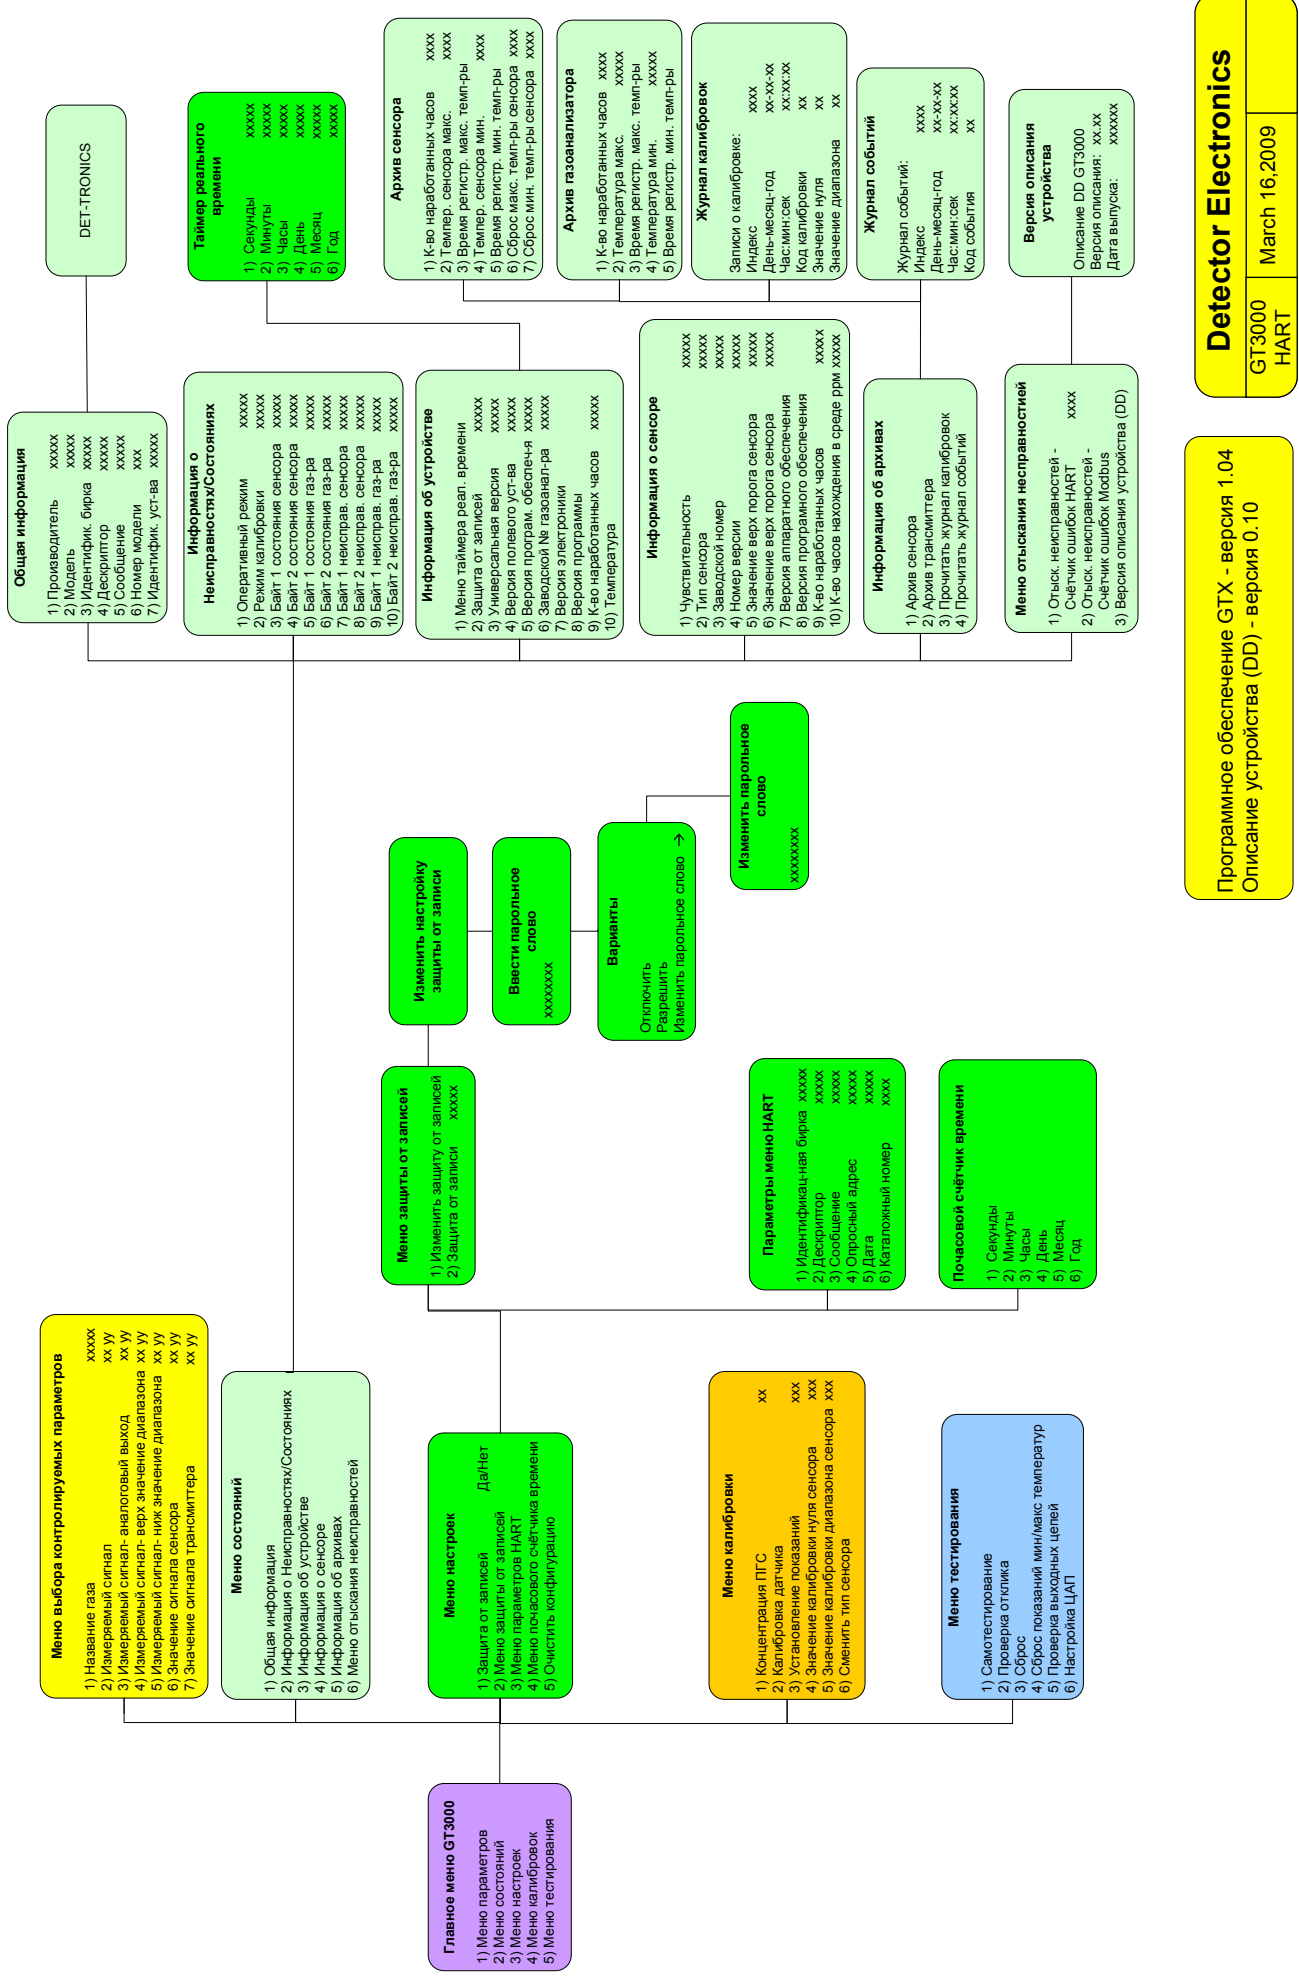 Главное меню GT3000
1) Меню параметров
2) Меню состояний
3) Меню настроек
4) Меню калибровок
5) Меню тестирования
Меню выбора контролируемых параметров
1) Название газа xxxxx
2) Измеряемый сигнал xx yy
3) Измеряемый сигнал- аналоговый выход xx yy
4) Измеряемый сигнал- верх значение диапазона xx yy
5) Измеряемый сигнал- ниж значение диапазона xx yy
6) Значение сигнала сенсора xx yy
7) Значение сигнала трансмиттера xx yy
Меню состояний
1) Общая информация
2) Информация о Неисправностях/Состояниях
3) Информация об устройстве
4) Информация о сенсоре
5) Информация об архивах
6) Меню отыскания неисправностей
Меню настроек
1) Защита от записей Да/Нет
2) Меню защиты от записей
3) Меню параметров HART
4) Меню почасового счётчика времени
5) Очистить конфигурацию
Меню калибровки
1) Концентрация ПГС xx
2) Калибровка датчика
3) Установление показаний xxx
4) Значение калибровки нуля сенсора xxx
5) Значение калибровки диапазона сенсора xxx
6) Сменить тип сенсора
Меню тестирования
1) Самотестирование
2) Проверка отклика
3) Сброс
4) Сброс показаний мин/макс температур
5) Проверка выходных цепей
6) Настройка ЦАП
Меню защиты от записей
1) Изменить защиту от записей
2) Защита от записи xxxxx
Изменить настройку
защиты от записи
Ввести парольное
слово
xxxxxxxx
Варианты
Отключить
Разрешить
Изменить парольное слово →
Изменить парольное
слово
xxxxxxxx
Параметры меню HART
1) Идентификац-ная бирка xxxxx
2) Дескриптор xxxxx
3) Сообщение xxxxx
4) Опросный адрес xxxxx
5) Дата xxxxx
6) Каталожный номер xxxx
Почасовой счётчик времени
1) Секунды
2) Минуты
3) Часы
4) День
5) Месяц
6) Год
Общая информация
1) Производитель xxxxx
2) Модель xxxxx
3) Идентифик. бирка xxxxx
4) Дескриптор xxxxx
5) Сообщение xxxxx
6) Номер модели xxx
7) Идентифик. уст-ва xxxxx
DET-TRONICS
Информация о
Неисправностях/Состояниях
1) Оперативный режим xxxxx
2) Режим калибровки xxxxx
3) Байт 1 состояния сенсора xxxxx
4) Байт 2 состояния сенсора xxxxx
5) Байт 1 состояния газ-ра xxxxx
6) Байт 2 состояния газ-ра xxxxx
7) Байт 1 неисправ. сенсора xxxxx
8) Байт 2 неисправ. сенсора xxxxx
9) Байт 1 неисправ. газ-ра xxxxx
10) Байт 2 неисправ. газ-ра xxxxx
Таймер реального
времени
1) Секунды xxxxx
2) Минуты xxxxx
3) Часы xxxxx
4) День xxxxx
5) Месяц xxxxx
6) Год xxxxx
Информация об устройстве
1) Меню таймера реал. времени
2) Защита от записей xxxxx
3) Универсальная версия xxxxx
4) Версия полевого уст-ва xxxxx
5) Версия програм. обеспеч-я xxxxx
6) Заводской № газоанал-ра xxxxx
7) Версия электроники
8) Версия программы
9) К-во наработанных часов xxxxx
10) Температура
Информация о сенсоре
1) Чувствительность xxxxx
2) Тип сенсора xxxxx
3) Заводской номер xxxxx
4) Номер версии xxxxx
5) Значение верх порога сенсора xxxxx
6) Значение верх порога сенсора xxxxx
7) Версия аппаратного обеспечения
8) Версия програмного обеспечения
9) К-во наработанных часов xxxxx
10) К-во часов нахождения в среде ppm xxxxx
Информация об архивах
1) Архив сенсора
2) Архив трансмиттера
3) Прочитать журнал калибровок
4) Прочитать журнал событий
Меню отыскания неисправностией
1) Отыск. неисправностей -
Счётчик ошибок HART xxxx
2) Отыск. неисправностей -
Счётчик ошибок Modbus
3) Версия описания устройства (DD)
Архив сенсора
1) К-во наработанных часов xxxx
2) Темпер. сенсора макс. xxxx
3) Время регистр. макс. темп-ры
4) Темпер. сенсора мин. xxxx
5) Время регистр. мин. темп-ры
6) Сброс макс. темп-ры сенсора xxxx
7) Сброс мин. темп-ры сенсора xxxx
Архив газоанализатора
1) К-во наработанных часов xxxx
2) Температура макс. xxxxx
3) Время регистр. макс. темп-ры
4) Температура мин. xxxxx
5) Время регистр. мин. темп-ры
Журнал калибровок
Записи о калибровке:
Индекс xxxx
День-месяц-год xx-xx-xx
Час:мин:сек xx:xx:xx
Код калибровки xx
Значение нуля xx
Значение диапазона xx
Журнал событий
Журнал событий:
Индекс xxxx
День-месяц-год xx-xx-xx
Час:мин:сек xx:xx:xx
Код события xx
Версия описания
устройства
Описание DD GT3000
Версия описания: xx.xx
Дата выпуска: xxxxxx
Программное обеспечение GTX - версия 1.04
Описание устройства (DD) - версия 0.10
Detector Electronics
GT3000
HART
March 16,2009